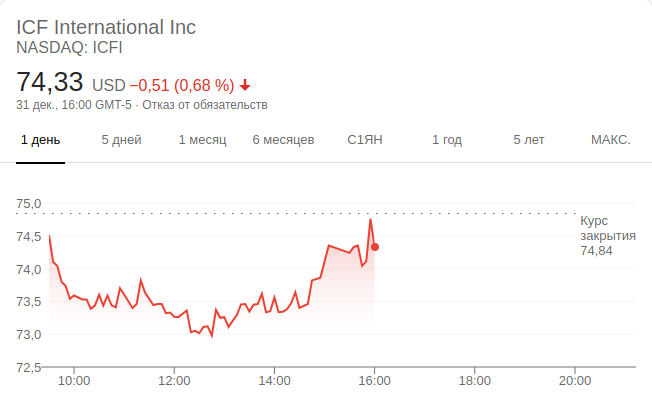 ICF International Inc
NASDAQ: ICFI
74,33 USD −0,51 (0,68 %)
31 дек., 16:00 GMT-5 · Отказ от обязательств
1 день 5 дней 1 месяц 6 месяцев С1ЯН 1 год 5 лет МАКС.
75,0
Курс
закрытия
74,84
74,5
74,0
73,5
73,0
72,5
10:00 12:00 14:00 16:00 18:00 20:00